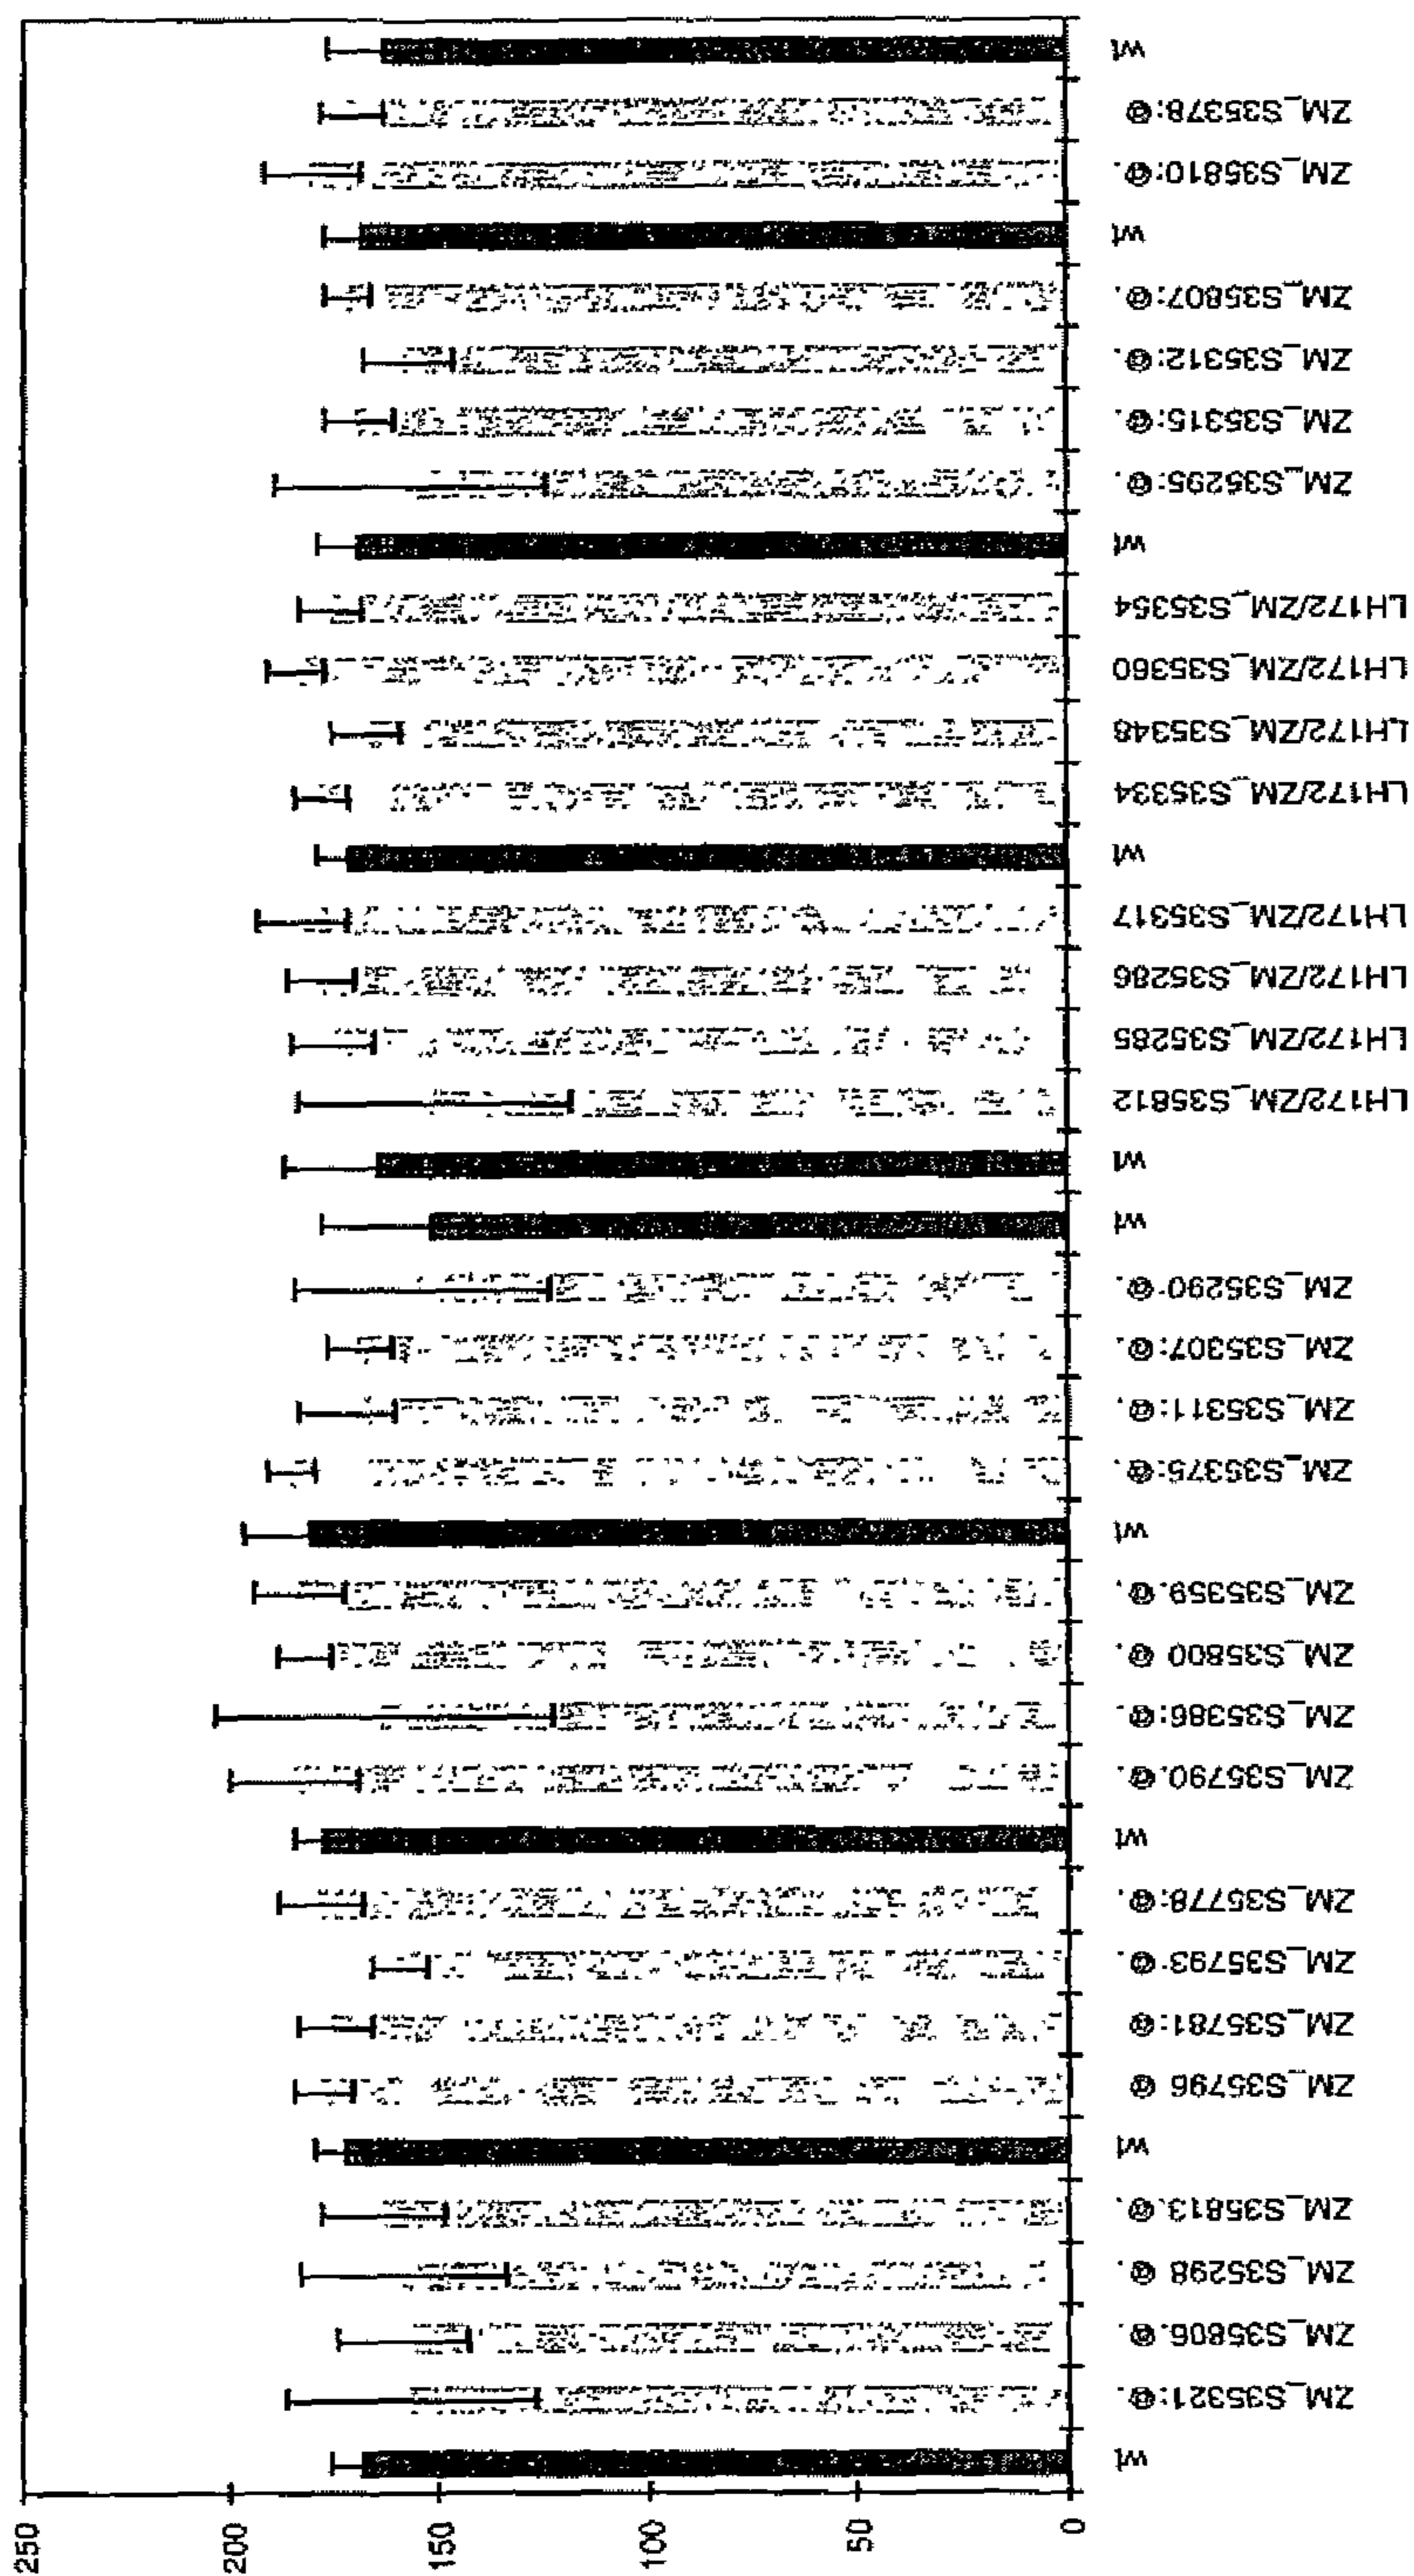 250
200
150
100
50
0
wt
ZM_S35321:@.
ZM_S35806.@.
ZM_S35298 @.
ZM_S35813.@.
wt
ZM_S35796 @
ZM_S35781:@
ZM_S35793:@.
ZM_S35778:@.
wt
ZM_S35790.@.
ZM_S35386:@.
ZM_S35800 @.
ZM_S35359.@.
wt
ZM_S35375:@.
ZM_S35311:@.
ZM_S35307:@.
ZM_S35290:@.
wt
wt
LH172/ZM_S35812
LH172/ZM_S35285
LH172/ZM_S35286
LH172/ZM_S35317
wt
LH172/ZM_S35334
LH172/ZM_S35348
LH172/ZM_S35360
LH172/ZM_S35354
wt
ZM_S35295:@.
ZM_S35315:@.
ZM_S35312:@.
ZM_S35807:@.
wt
ZM_S35810:@.
ZM_S35378:@
wt